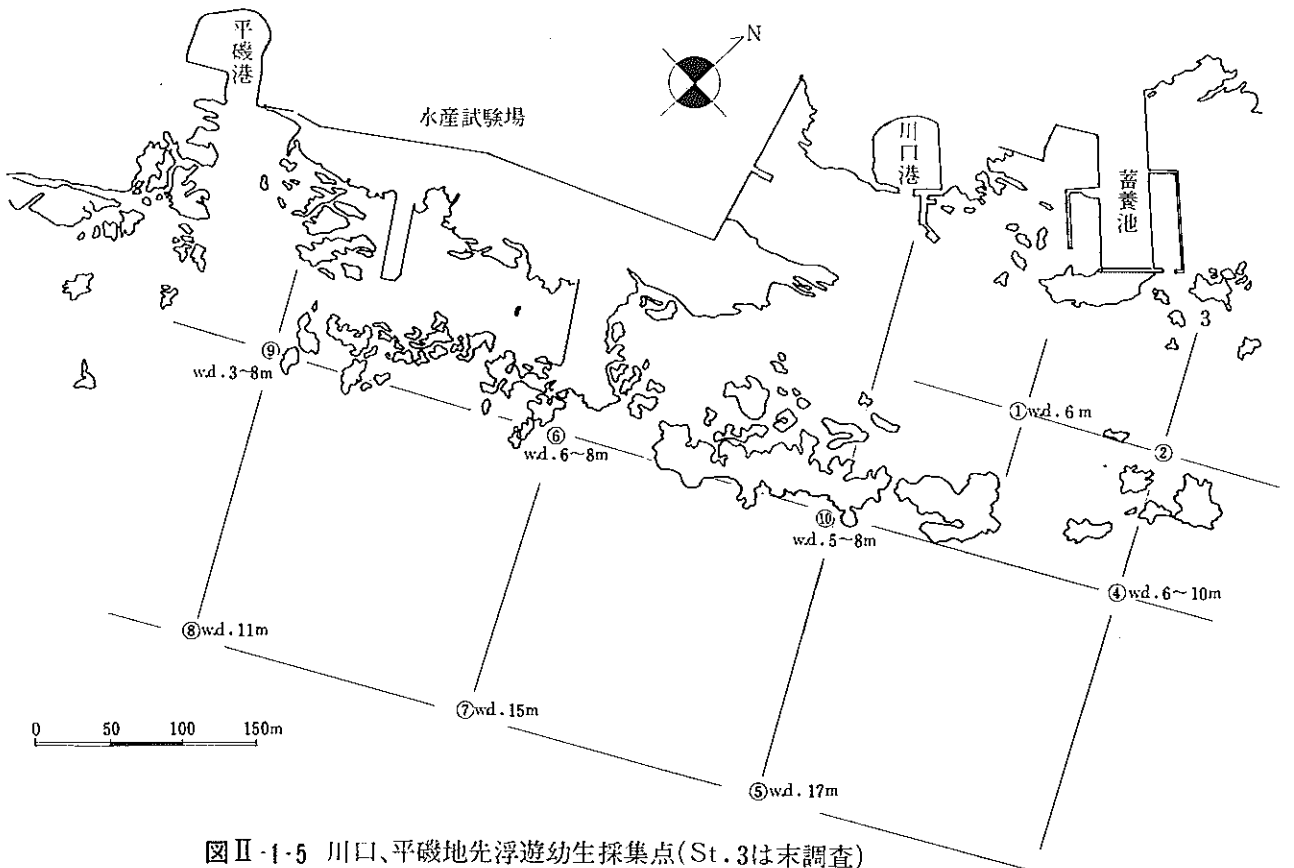 平磯港
N
水産試験場
川口港
蓄養池
3
⑨
w.d.3~8m
①w.d.6m
⑥
w.d.6~8m
②
⑩
w.d.5~8m
④w.d.6~10m
⑧w.d.11m
⑦w.d.15m
0 50 100 150m
⑤w.d.17m
図Ⅱ-1-5 川口、平磯地先浮遊幼生採集点(St.3は末調査)